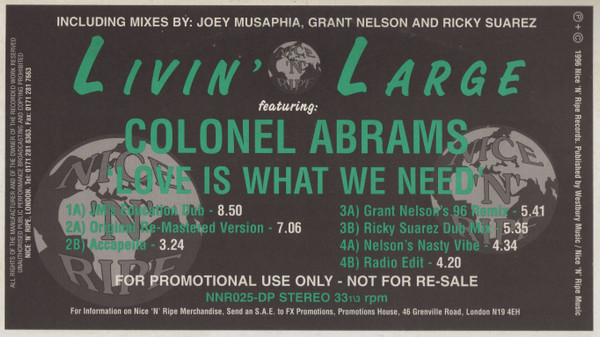 INCLUDING MIXES BY: JOEY MUSAPHIA, GRANT NELSON AND RICKY SUAREZ
LIVIN' LARGE
featuring:
COLONEL ABRAMS
'LOVE IS WHAT WE NEED'
1A) JM's Education Dub - 8.50
2A) Original Re-Mastered Version - 7.06
2B) Accapella - 3.24
3A) Grant Nelson's 96 Remix - 5.41
3B) Ricky Suarez Dub Mix - 5.35
4A) Nelson's Nasty Vibe - 4.34
4B) Radio Edit - 4.20
FOR PROMOTIONAL USE ONLY - NOT FOR RE-SALE
NNR025-DP STEREO 33 1/3 rpm
For Information on Nice 'N' Ripe Merchandise, Send an S.A.E. to FX Promotions, Promotions House, 46 Grenville Road, London N19 4EH
ALL RIGHTS OF THE MANUFACTURER AND OF THE OWNER OF THE RECORDED WORK RESERVED
UNAUTHORISED PUBLIC PERFORMANCE BROADCASTING AND COPYING PROHIBITED
NICE 'N' RIPE, LONDON. Tel: 0171 281 8363. Fax: 0171 281 7663
P + C 1996 Nice 'N' Ripe Records. Published by Westbury Music / Nice 'N' Ripe Music
NICE
'N'
RIPE
NICE
'N'
RIPE